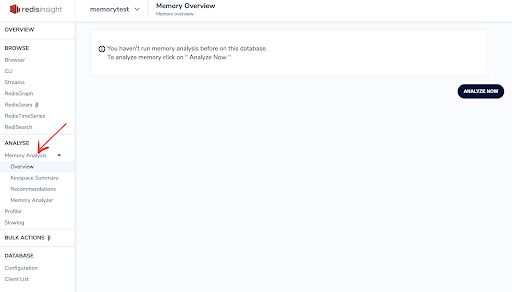 redisinsight
memorytest
Memory Overview
Memory overview
OVERVIEW
BROWSE
Browser
CLI
Streams
RedisGraph
RedisGears β
RedisTimeSeries
RediSearch
ANALYSE
Memory Analysis
Overview
Keyspace Summary
Recommendations
Memory Analyzer
Profiler
Slowlog
BULK ACTIONS β
DATABASE
Configuration
Client List
You haven't run memory analysis before on this database.
To analyze memory click on " Analyze Now "
ANALYZE NOW